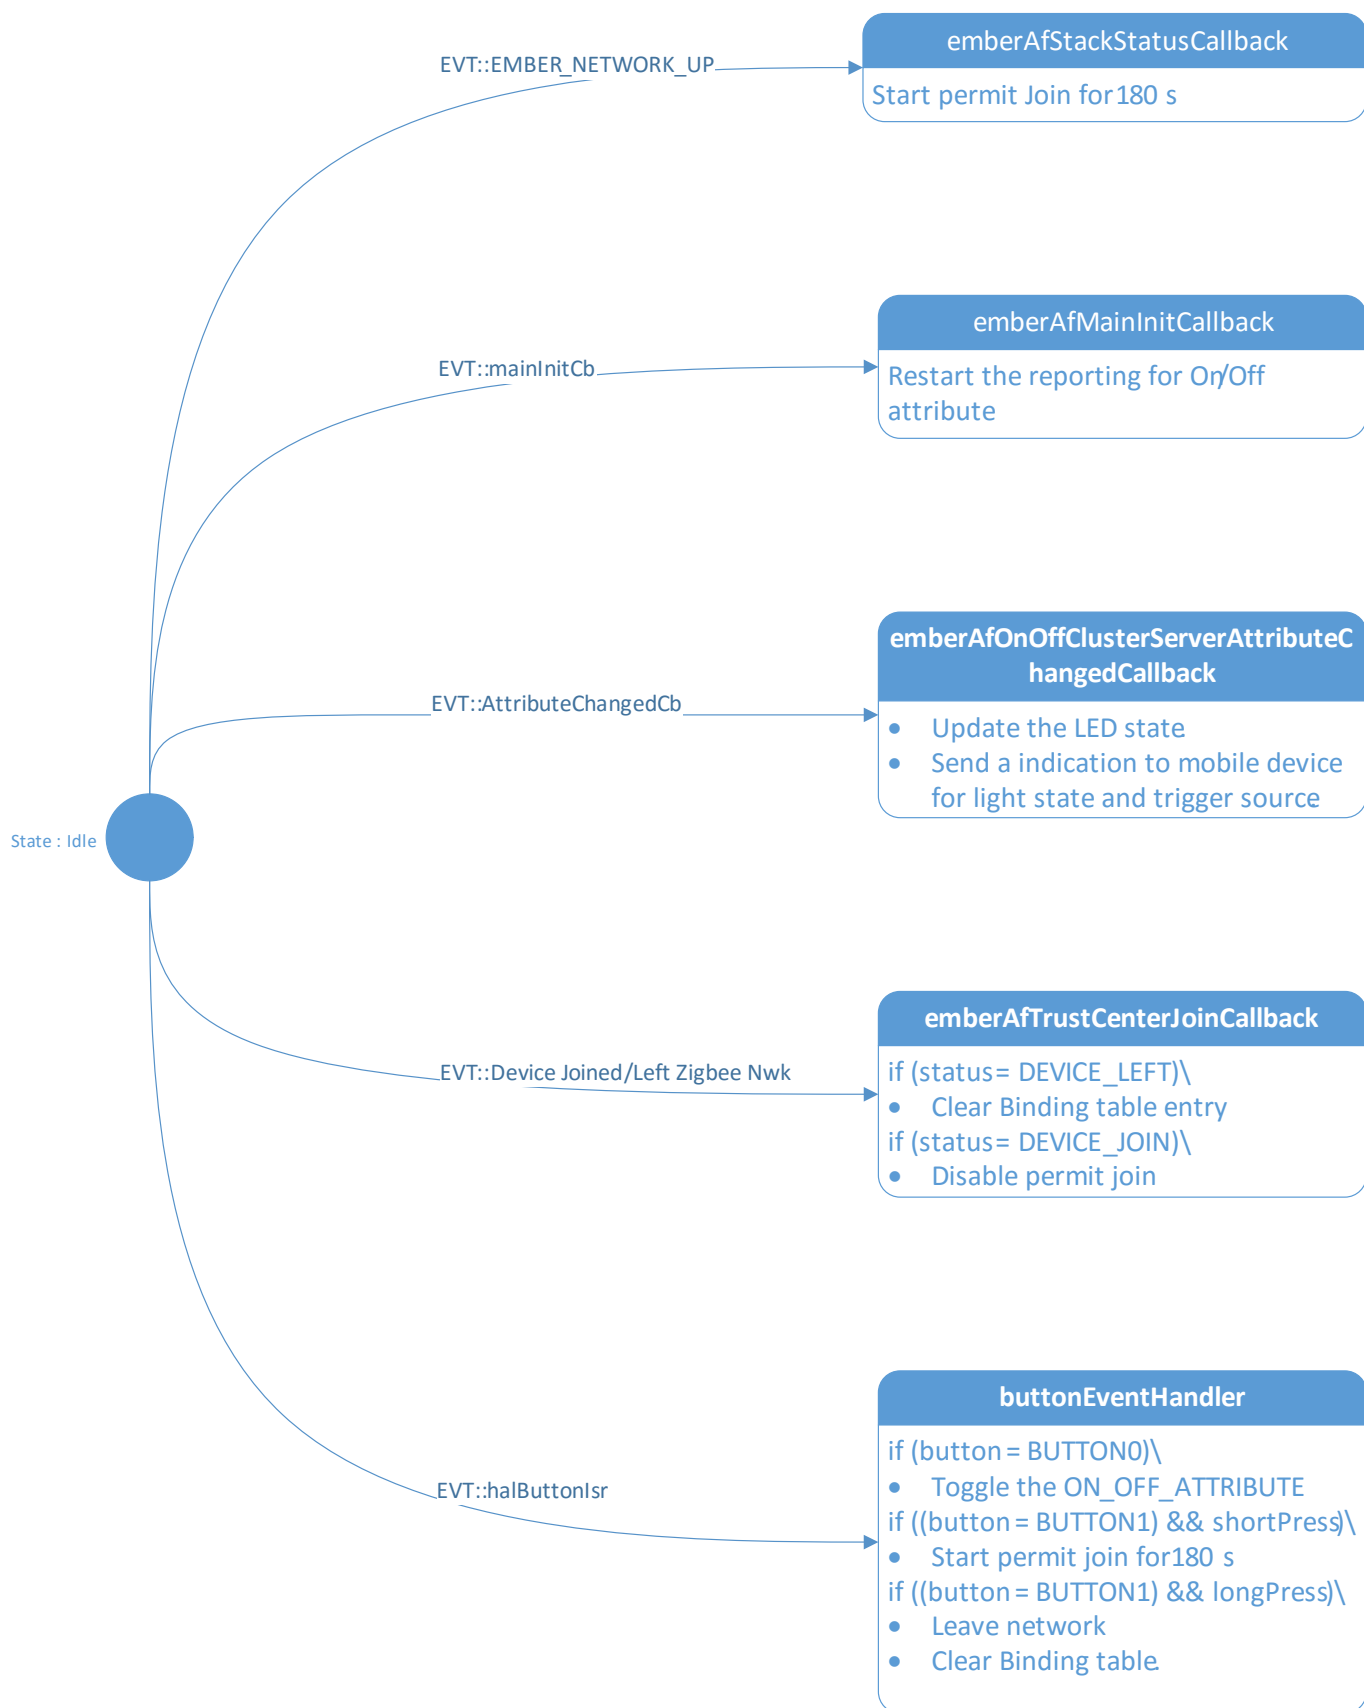 emberAfStackStatusCallback
EVT::EMBER_NETWORK_UP
Start permit Join for180 s
emberAfMainInitCallback
EVT::mainInitCb
Restart the reporting for On/Off
attribute
emberAfOnOffClusterServerAttributeC
hangedCallback
EVT::AttributeChangedCb
• Update the LED state.
• Send a indication to mobile device
for light state and trigger source.
State : Idle
emberAfTrustCenterJoinCallback
EVT::Device Joined/Left Zigbee Nwk
if (status= DEVICE_LEFT)\
• Clear Binding table entry
if (status= DEVICE_JOIN)\
• Disable permit join
buttonEventHandler
if (button= BUTTON0)\
• Toggle the ON_OFF_ATTRIBUTE
EVT::halButtonIsr
if ((button= BUTTON1) && shortPress)\
• Start permit join for180 s
if ((button= BUTTON1) && longPress)\
• Leave network
• Clear Binding table.